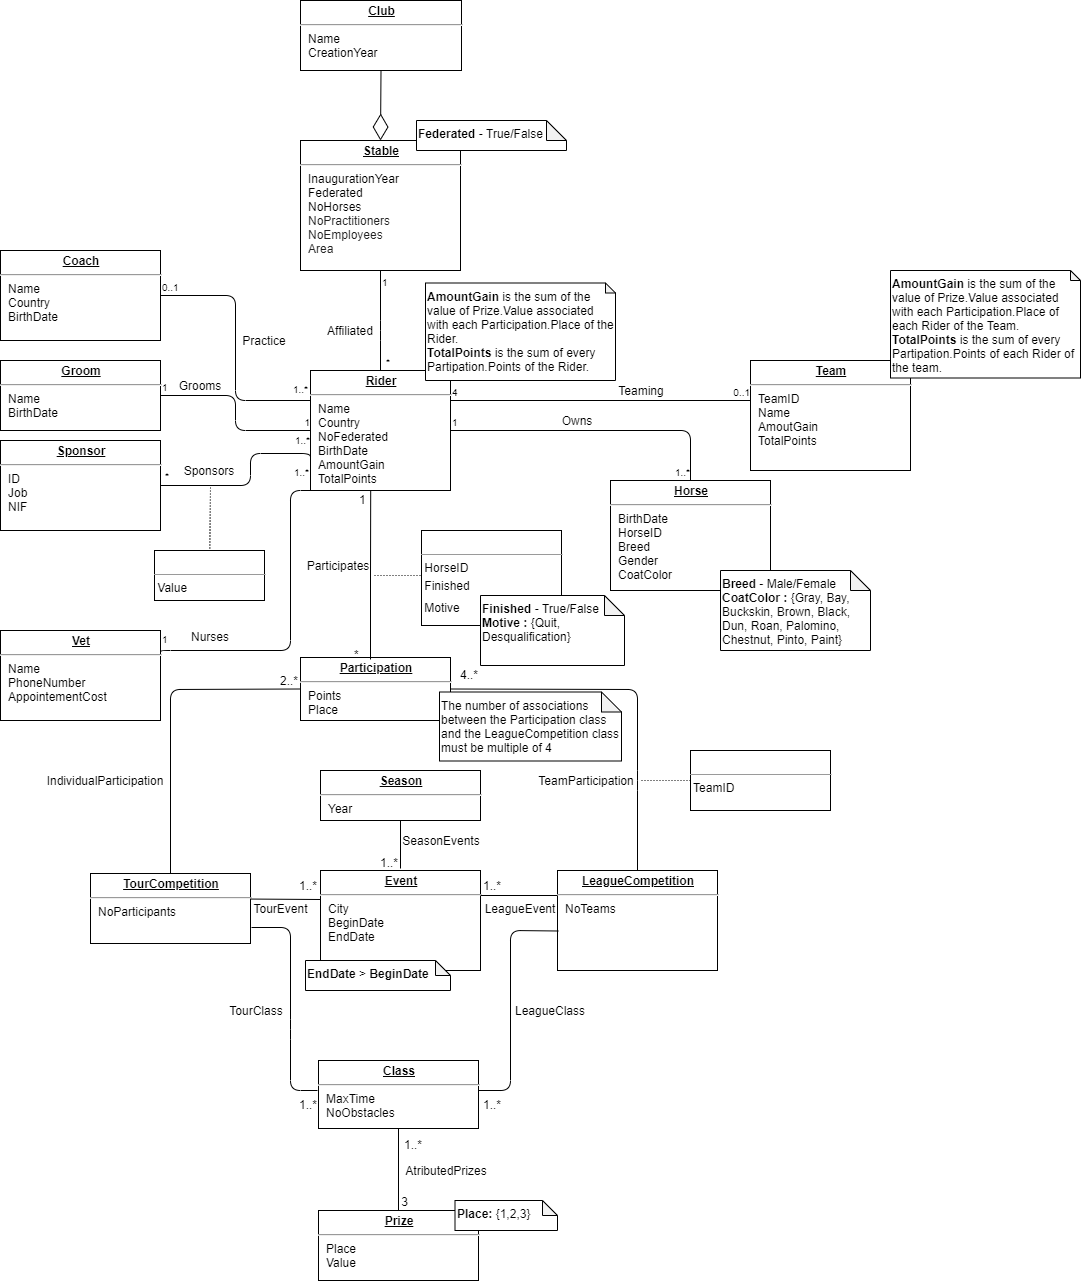 Club
Name
CreationYear
Federated - True/False
Stable
InaugurationYear
Federated
NoHorses
NoPractitioners
NoEmployees
Area
Coach
Name
Country
BirthDate
0..1
Practice
1
Affiliated
*
1..*
AmountGain is the sum of the
value of Prize.Value associated
with each Participation.Place of the
Rider.
TotalPoints is the sum of every
Partipation.Points of the Rider.
AmountGain is the sum of the
value of Prize.Value associated
with each Participation.Place of
each Rider of the Team.
TotalPoints is the sum of every
Partipation.Points of each Rider of
the team.
Groom
Name
BirthDate
1
Grooms
1
Rider
Name
Country
NoFederated
BirthDate
AmountGain
TotalPoints
4
Teaming
0..1
Team
TeamID
Name
AmoutGain
TotalPoints
1
Owns
1..*
Sponsor
ID
Job
NIF
*
Sponsors
1..*
1..*
Value
Horse
BirthDate
HorseID
Breed
Gender
CoatColor
Breed - Male/Female
CoatColor : {Gray, Bay,
Buckskin, Brown, Black,
Dun, Roan, Palomino,
Chestnut, Pinto, Paint}
1
Participates
*
HorseID
Finished
Motive
Finished - True/False
Motive : {Quit,
Desqualification}
Vet
Name
PhoneNumber
AppointementCost
1
Nurses
2..*
Participation
Points
Place
4..*
The number of associations
between the Participation class
and the LeagueCompetition class
must be multiple of 4
IndividualParticipation
TeamParticipation
TeamID
Season
Year
SeasonEvents
1..*
TourCompetition
NoParticipants
1..*
TourEvent
Event
City
BeginDate
EndDate
1..*
LeagueEvent
LeagueCompetition
NoTeams
EndDate > BeginDate
TourClass
LeagueClass
1..*
Class
MaxTime
NoObstacles
1..*
1..*
AtributedPrizes
3
Prize
Place
Value
Place: {1,2,3}